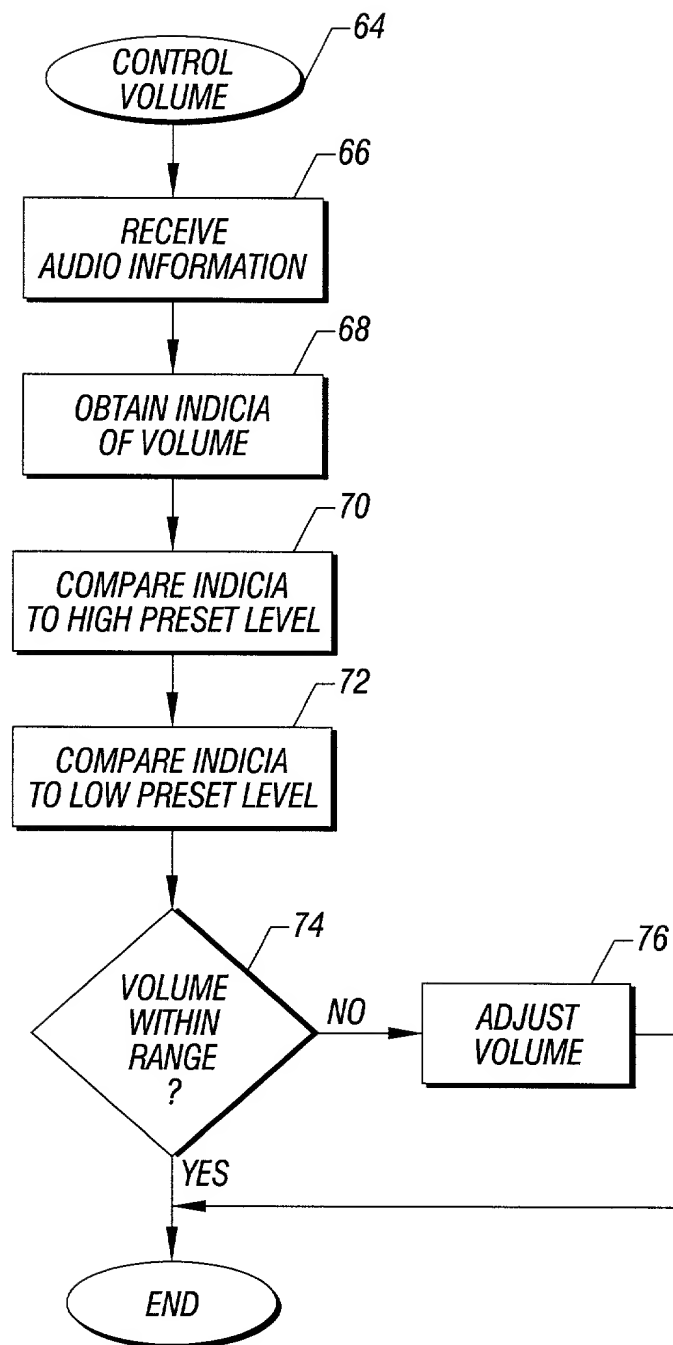 64
CONTROL
VOLUME
66
RECEIVE
AUDIO INFORMATION
68
OBTAIN INDICIA
OF VOLUME
70
COMPARE INDICIA
TO HIGH PRESET LEVEL
72
COMPARE INDICIA
TO LOW PRESET LEVEL
74
VOLUME
WITHIN
RANGE
?
NO
76
ADJUST
VOLUME
YES
END